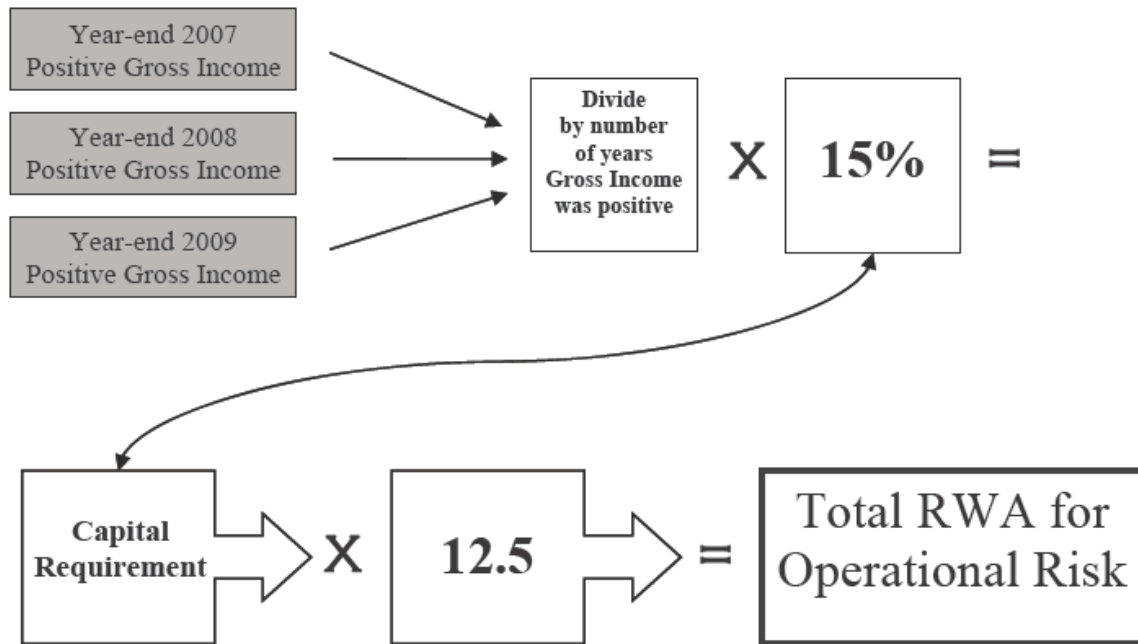 Year-end 2007
Positive Gross Income
Year-end 2008
Positive Gross Income
Year-end 2009
Positive Gross Income
Divide
by number
of years
Gross Income
was positive
X
15%
=
Capital
Requirement
X
12.5
=
Total RWA for
Operational Risk